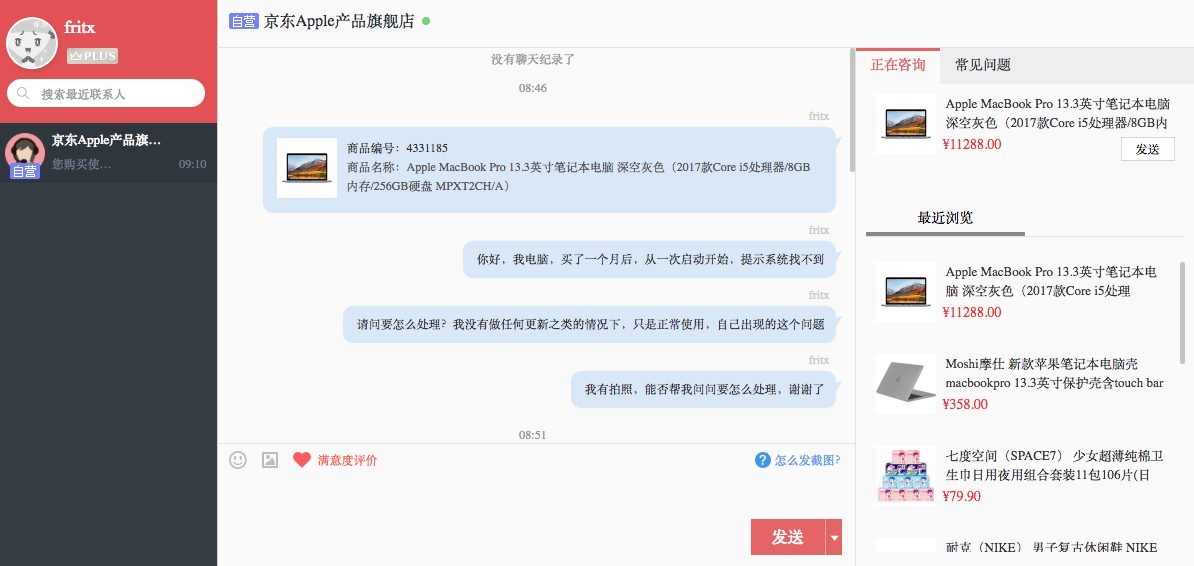 fritx
PLUS
搜索最近联系人
京东Apple产品旗...
自营
您购买使...
09:10
自营 京东Apple产品旗舰店
没有聊天纪录了
08:46
fritx
商品编号：4331185
商品名称：Apple MacBook Pro 13.3英寸笔记本电脑 深空灰色（2017款Core i5处理器/8GB
内存/256GB硬盘 MPXT2CH/A）
fritx
你好，我电脑，买了一个月后，从一次启动开始，提示系统找不到
fritx
请问要怎么处理？我没有做任何更新之类的情况下，只是正常使用，自己出现的这个问题
fritx
我有拍照，能否帮我问问要怎么处理，谢谢了
08:51
满意度评价
? 怎么发截图?
发送
正在咨询
常见问题
Apple MacBook Pro 13.3英寸笔记本电脑
深空灰色（2017款Core i5处理器/8GB内
¥11288.00
发送
最近浏览
Apple MacBook Pro 13.3英寸笔记本电
脑 深空灰色（2017款Core i5处理
¥11288.00
Moshi摩仕 新款苹果笔记本电脑壳
macbookpro 13.3英寸保护壳含touch bar
¥358.00
七度空间（SPACE7） 少女超薄纯棉卫
生巾日用夜用组合套装11包106片(日
¥79.90
耐克（NIKE） 男子复古休闲鞋 NIKE